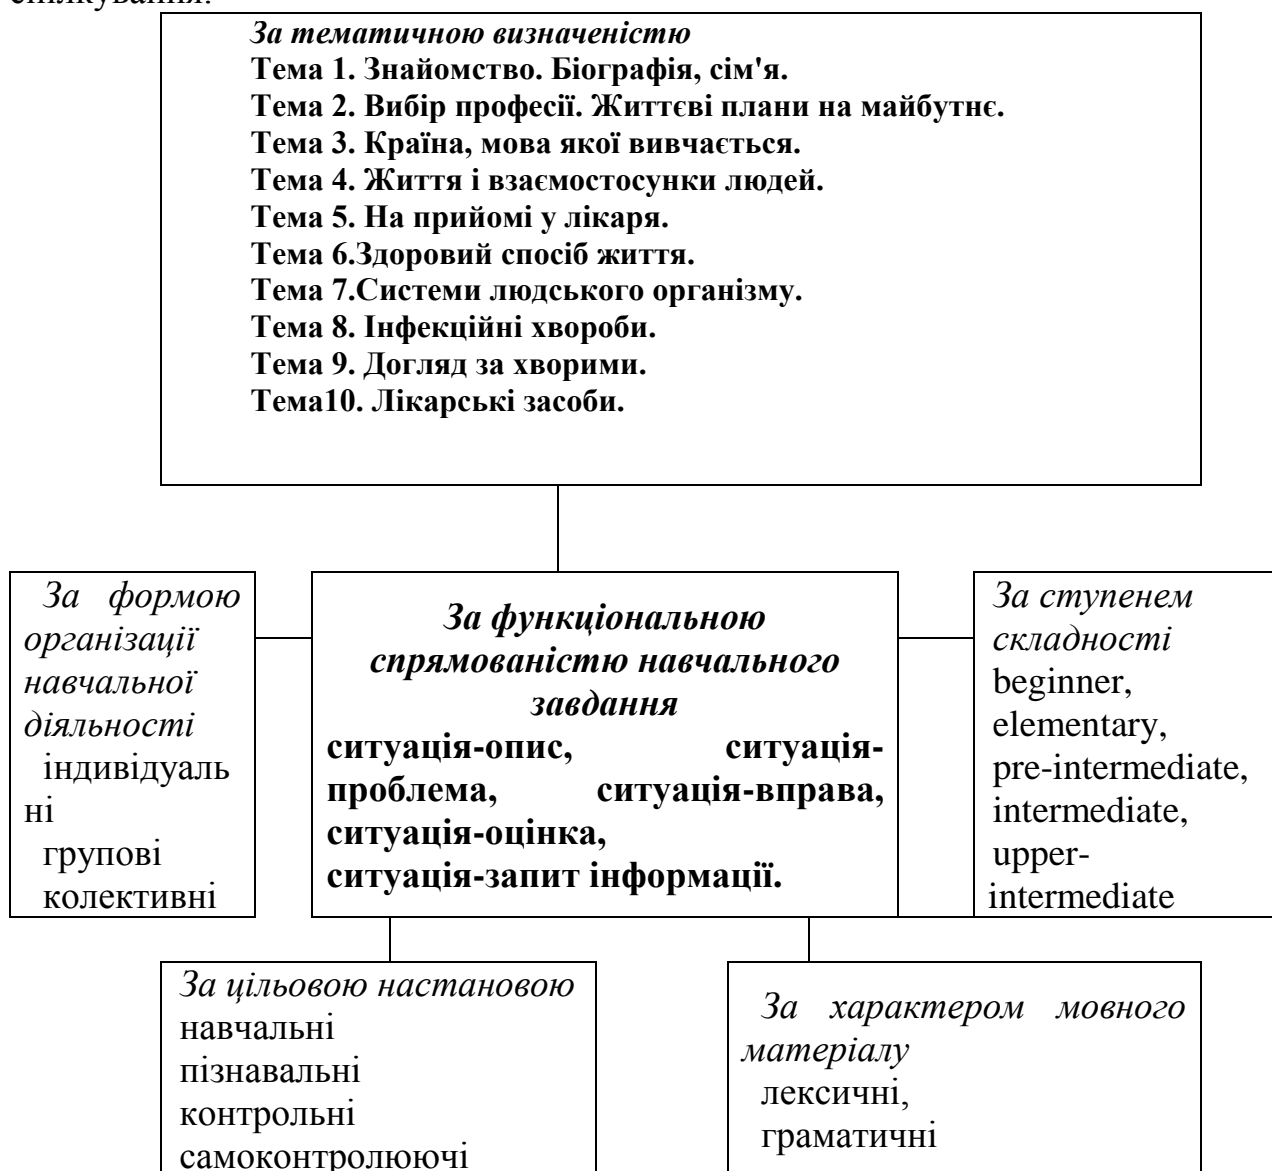 спілкування.
За тематичною визначеністю
Тема 1. Знайомство. Біографія, сім'я.
Тема 2. Вибір професії. Життєві плани на майбутнє.
Тема 3. Країна, мова якої вивчається.
Тема 4. Життя і взаємостосунки людей.
Тема 5. На прийомі у лікаря.
Тема 6.Здоровий спосіб життя.
Тема 7.Системи людського організму.
Тема 8. Інфекційні хвороби.
Тема 9. Догляд за хворими.
Тема10. Лікарські засоби.
За формою
організації
навчальної
діяльності
індивідуаль
ні
групові
колективні
За функціональною
спрямованістю навчального
завдання
ситуація-опис, ситуація-
проблема, ситуація-вправа,
ситуація-оцінка,
ситуація-запит інформації.
За ступенем
складності
beginner,
elementary,
pre-intermediate,
intermediate,
upper-
intermediate
За цільовою настановою
навчальні
пізнавальні
контрольні
самоконтролюючі
За характером мовного
матеріалу
лексичні,
граматичні